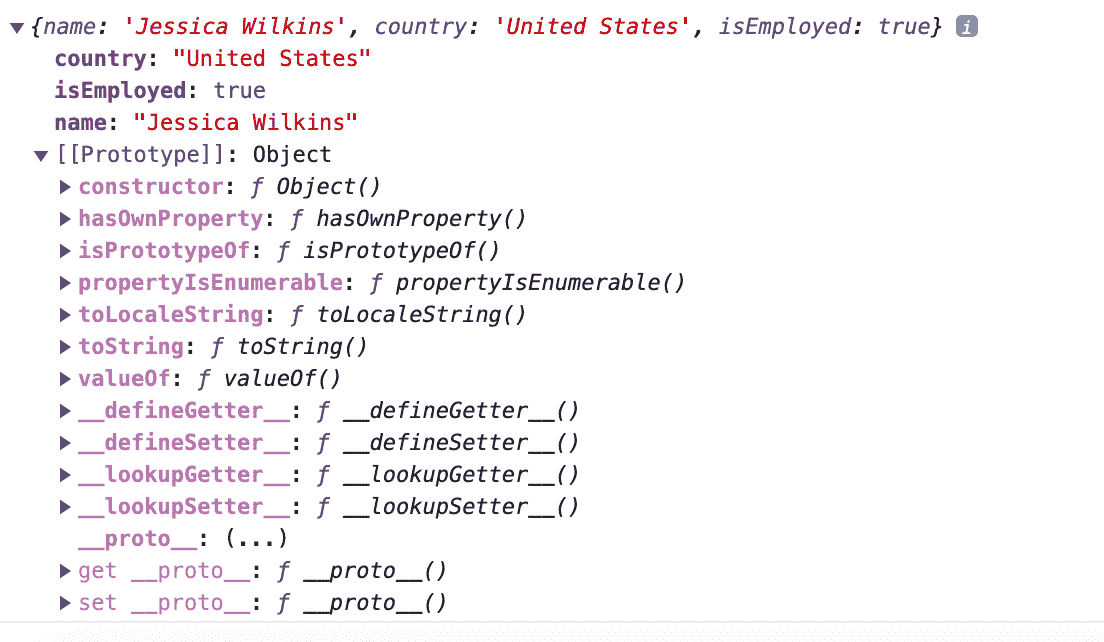 ▼{name: 'Jessica Wilkins', country: 'United States', isEmployed: true} i
country: "United States"
isEmployed: true
name: "Jessica Wilkins"
▼[[Prototype]]: Object
▶constructor: ƒ Object()
▶hasOwnProperty: ƒ hasOwnProperty()
▶isPrototypeOf: ƒ isPrototypeOf()
▶propertyIsEnumerable: ƒ propertyIsEnumerable()
▶toLocaleString: ƒ toLocaleString()
▶toString: ƒ toString()
▶valueOf: ƒ valueOf()
▶__defineGetter__: ƒ __defineGetter__()
▶__defineSetter__: ƒ __defineSetter__()
▶__lookupGetter__: ƒ __lookupGetter__()
▶__lookupSetter__: ƒ __lookupSetter__()
__proto__: (...)
▶get __proto__: ƒ __proto__()
▶set __proto__: ƒ __proto__()